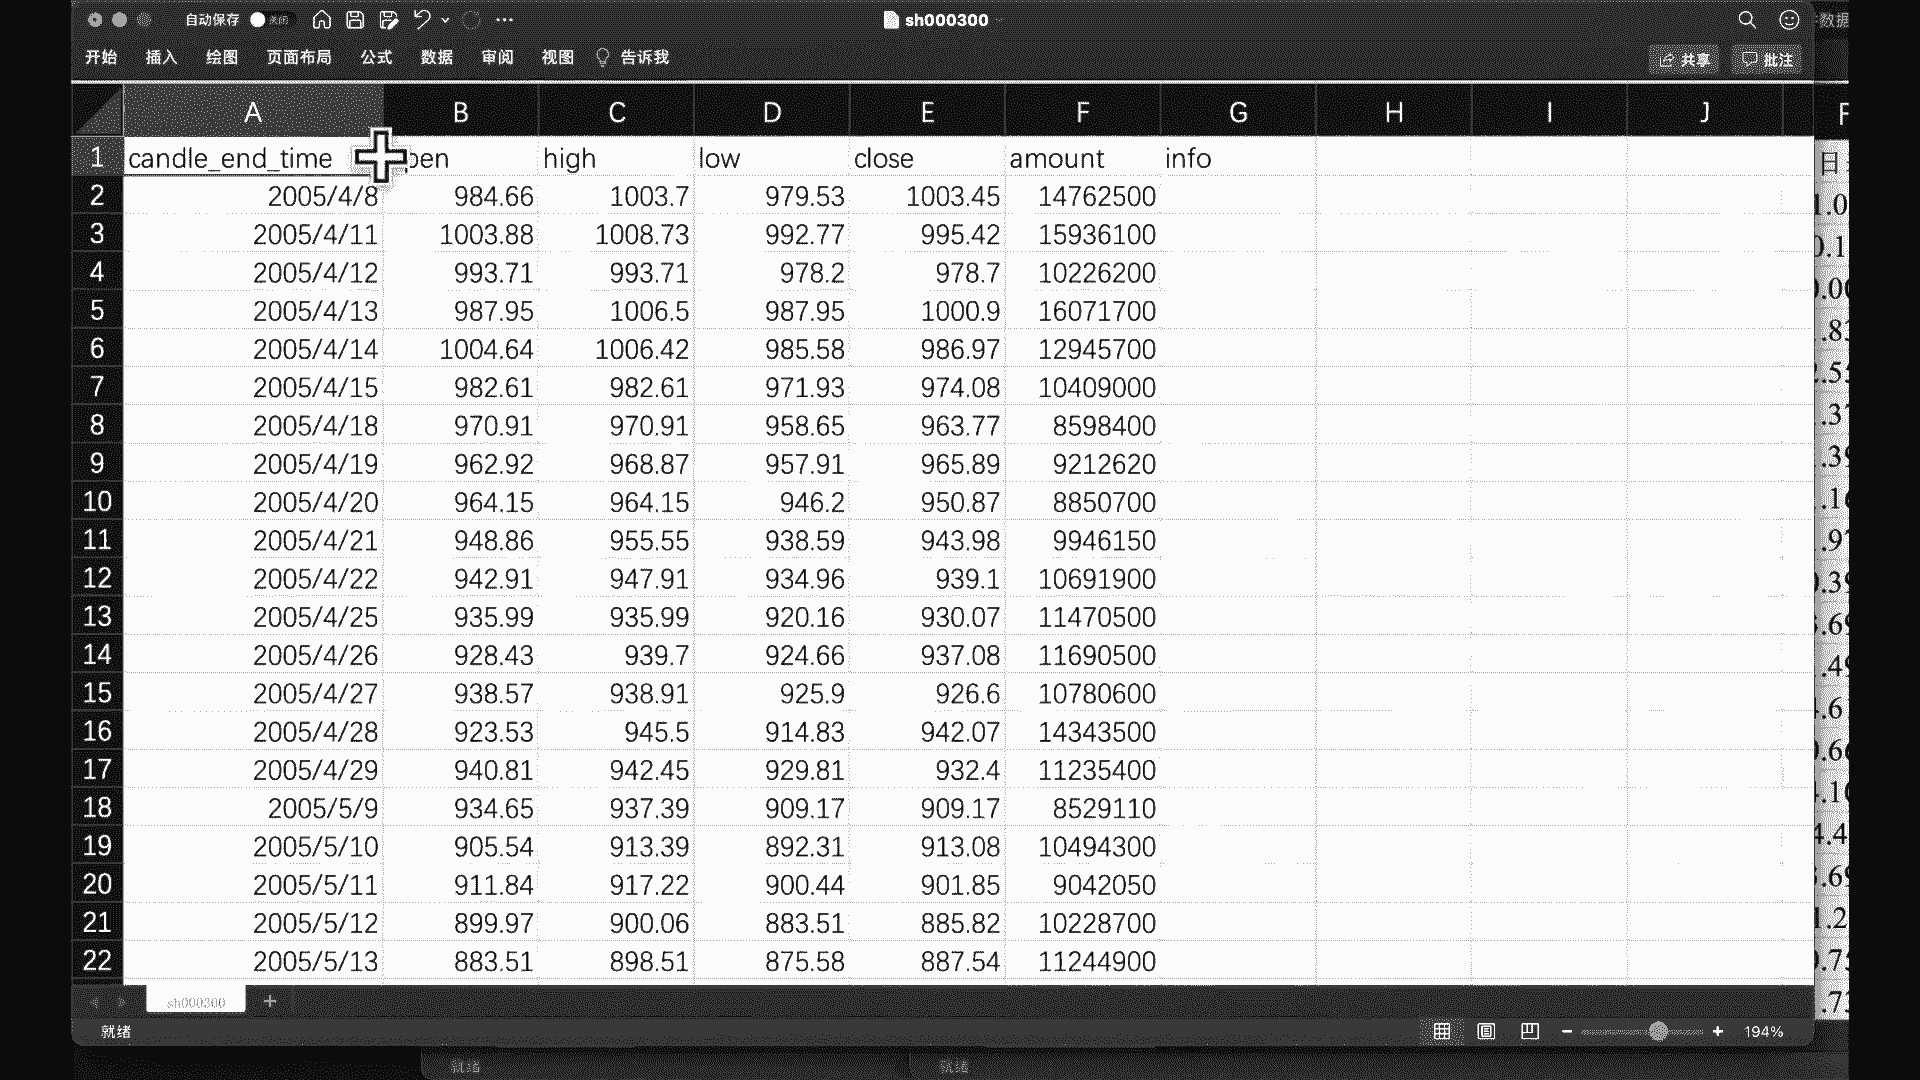 自动保存 关闭 sh000300 数据
开始 插入 绘图 页面布局 公式 数据 审阅 视图 告诉我 共享 批注
A B C D E F G H I J
1 candle_end_time pen high low close amount info
2 2005/4/8 984.66 1003.7 979.53 1003.45 14762500
3 2005/4/11 1003.88 1008.73 992.77 995.42 15936100
4 2005/4/12 993.71 993.71 978.2 978.7 10226200
5 2005/4/13 987.95 1006.5 987.95 1000.9 16071700
6 2005/4/14 1004.64 1006.42 985.58 986.97 12945700
7 2005/4/15 982.61 982.61 971.93 974.08 10409000
8 2005/4/18 970.91 970.91 958.65 963.77 8598400
9 2005/4/19 962.92 968.87 957.91 965.89 9212620
10 2005/4/20 964.15 964.15 946.2 950.87 8850700
11 2005/4/21 948.86 955.55 938.59 943.98 9946150
12 2005/4/22 942.91 947.91 934.96 939.1 10691900
13 2005/4/25 935.99 935.99 920.16 930.07 11470500
14 2005/4/26 928.43 939.7 924.66 937.08 11690500
15 2005/4/27 938.57 938.91 925.9 926.6 10780600
16 2005/4/28 923.53 945.5 914.83 942.07 14343500
17 2005/4/29 940.81 942.45 929.81 932.4 11235400
18 2005/5/9 934.65 937.39 909.17 909.17 8529110
19 2005/5/10 905.54 913.39 892.31 913.08 10494300
20 2005/5/11 911.84 917.22 900.44 901.85 9042050
21 2005/5/12 899.97 900.06 883.51 885.82 10228700
22 2005/5/13 883.51 898.51 875.58 887.54 11244900
sh000300
就绪 194%
就绪 就绪